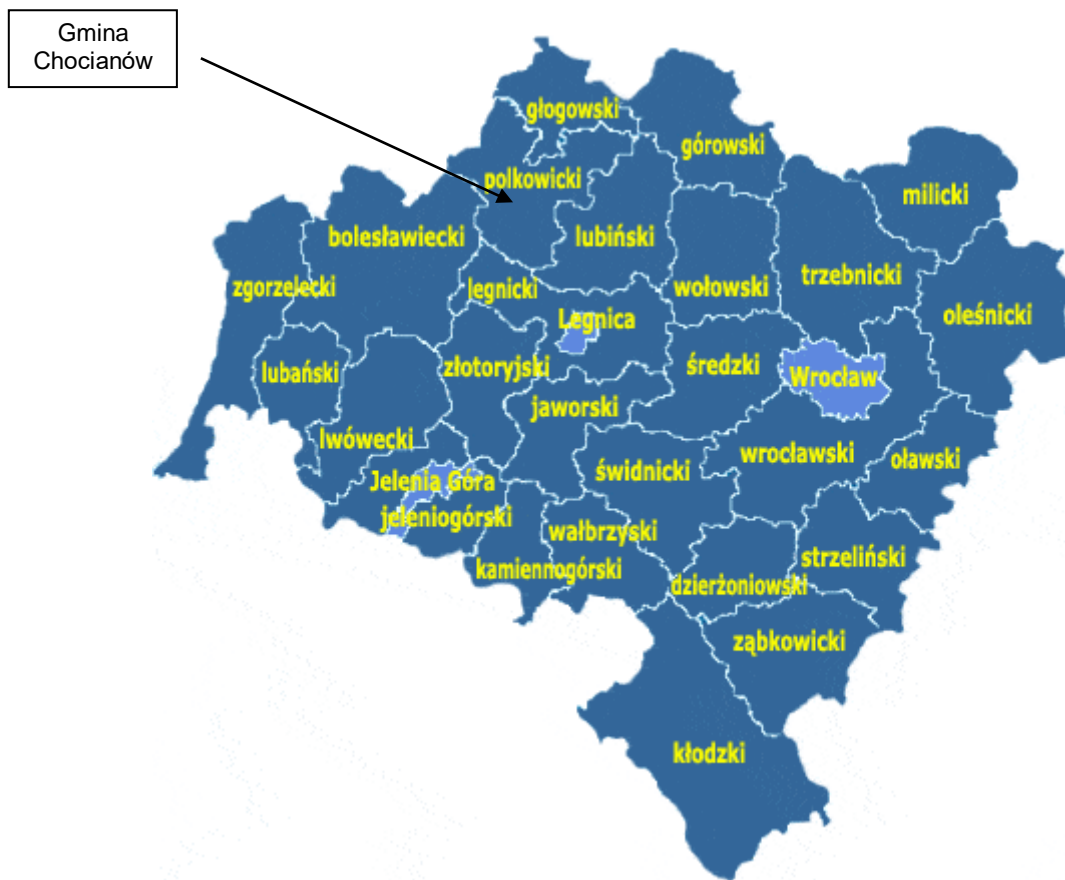 Gmina
Chocianów
głogowski
górowski
polkowicki
milicki
bolesławiecki
lubiński
zgorzelecki
legnicki
wołowski
trzebnicki
oleśnicki
Legnica
lubański
złotoryjski
średzki
Wrocław
jaworski
lwówecki
wrocławski
oławski
Jelenia Góra
świdnicki
jeleniogórski
wałbrzyski
kamiennogórski
strzeliński
dzierżoniowski
ząbkowicki
kłodzki